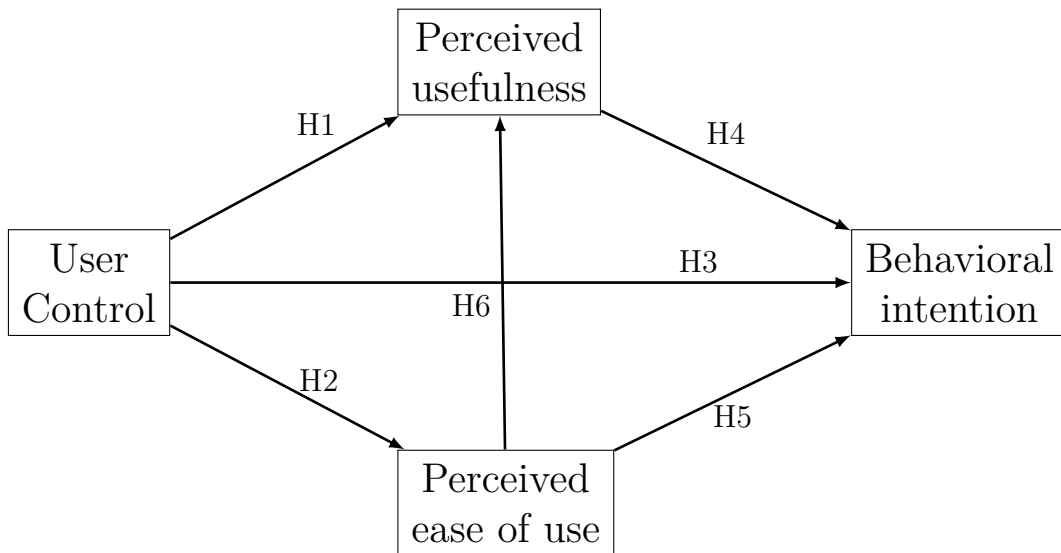 Perceived
usefulness
H1
H4
User
Control
H3
Behavioral
intention
H6
H2
H5
Perceived
ease of use